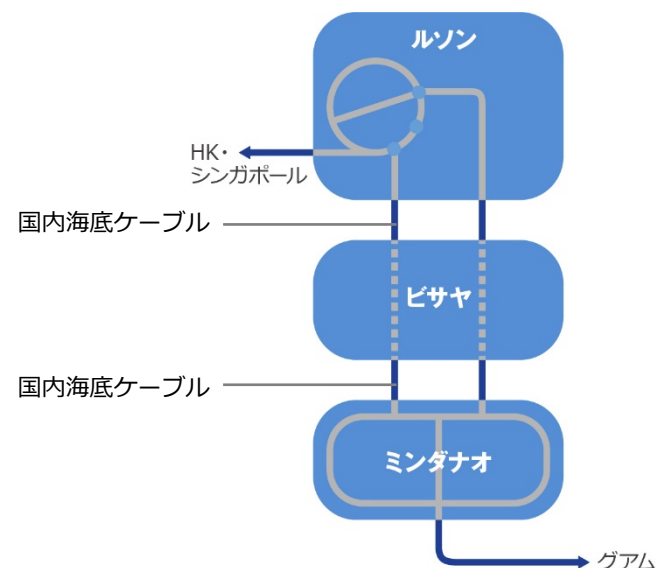 ルソン
HK・
シンガポール
国内海底ケーブル
ビサヤ
国内海底ケーブル
ミンダナオ
グアム